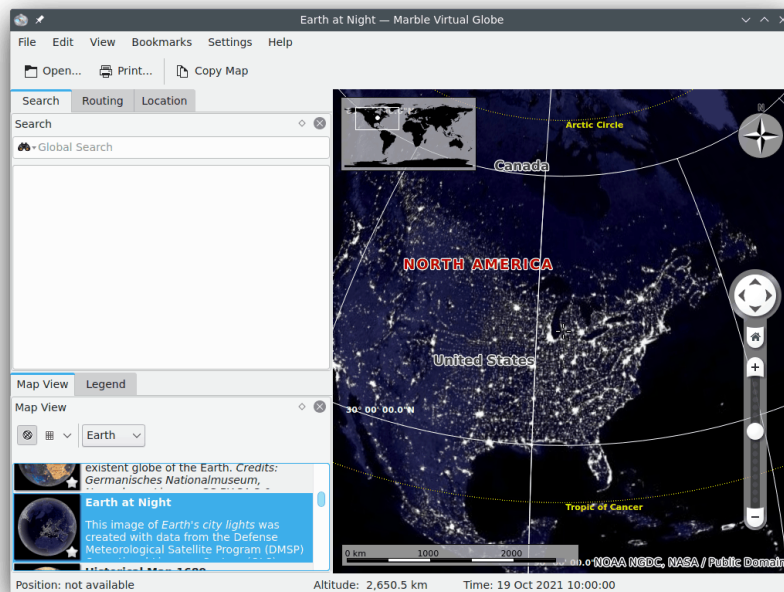 Earth at Night — Marble Virtual Globe
File Edit View Bookmarks Settings Help
Open... Print... Copy Map
Search Routing Location
Search
Global Search
Arctic Circle
N
Canada
NORTH AMERICA
United States
30° 00' 00.0"N
Tropic of Cancer
0 km 1000 2000
NOAA NGDC, NASA / Public Domain
Map View Legend
Map View
Earth
existent globe of the Earth. Credits:
Germanisches Nationalmuseum,
Earth at Night
This image of Earth's city lights was
created with data from the Defense
Meteorological Satellite Program (DMSP)
Historical Map 1689
Position: not available Altitude: 2,650.5 km Time: 19 Oct 2021 10:00:00